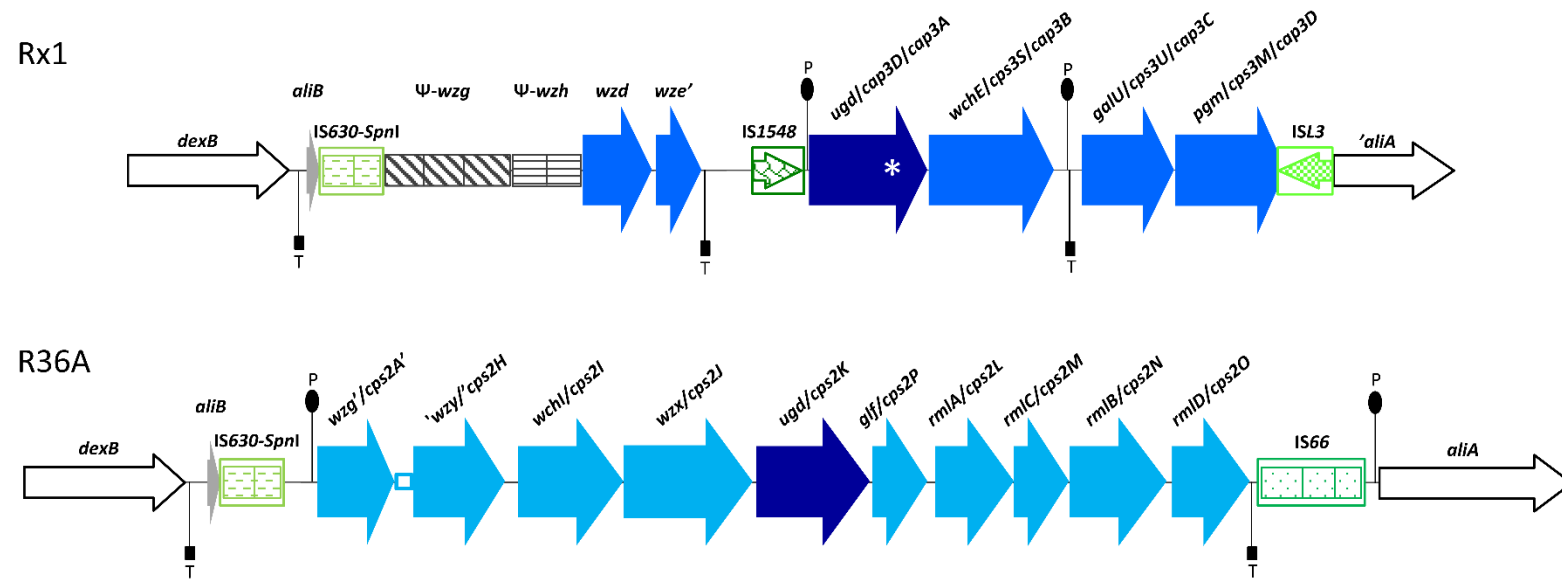 Rx1
dexB
aliB
IS630-SpnI
Ψ-wzg
Ψ-wzh
wzd
wze’
IS1548
P
ugd/cap3D/cap3A
*
wchE/cps3S/cap3B
P
galU/cps3U/cap3C
pgm/cps3M/cap3D
ISL3
’aliA
T
T
T
R36A
dexB
aliB
IS630-SpnI
P
wzg’/cps2A’
‘wzy/’cps2H
wchI/cps2I
wzx/cps2J
ugd/cps2K
glf/cps2P
rmlA/cps2L
rmlC/cps2M
rmlB/cps2N
rmlD/cps2O
IS66
P
aliA
T
T